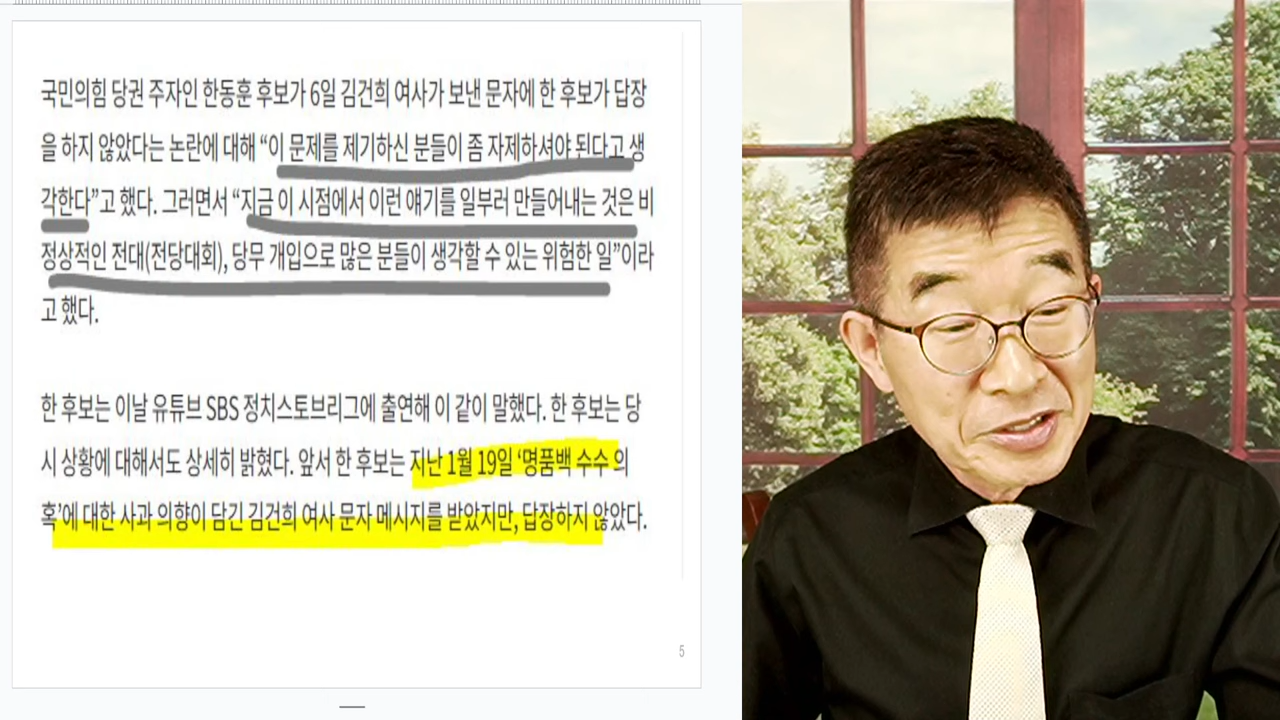 국민의힘 당권 주자인 한동훈 후보가 6일 김건희 여사가 보낸 문자에 한 후보가 답장
을 하지 않았다는 논란에 대해 “이 문제를 제기하신 분들이 좀 자제하셔야 된다고 생
각한다”고 했다. 그러면서 “지금 이 시점에서 이런 얘기를 일부러 만들어내는 것은 비
정상적인 전대(전당대회), 당무 개입으로 많은 분들이 생각할 수 있는 위험한 일”이라
고 했다.
한 후보는 이날 유튜브 SBS 정치스토브리그에 출연해 이 같이 말했다. 한 후보는 당
시 상황에 대해서도 상세히 밝혔다. 앞서 한 후보는 지난 1월 19일 ‘명품백 수수 의
혹’에 대한 사과 의향이 담긴 김건희 여사 문자 메시지를 받았지만, 답장하지 않았다.
5